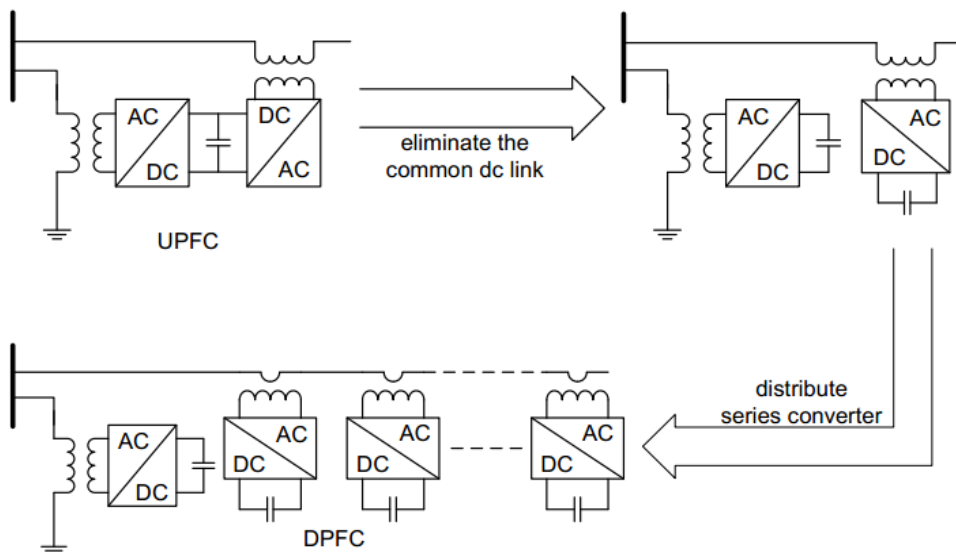 AC
DC
DC
AC
UPFC
eliminate the
common dc link
AC
DC
AC
DC
distribute
series converter
AC
DC
AC
DC
AC
DC
AC
DC
DPFC